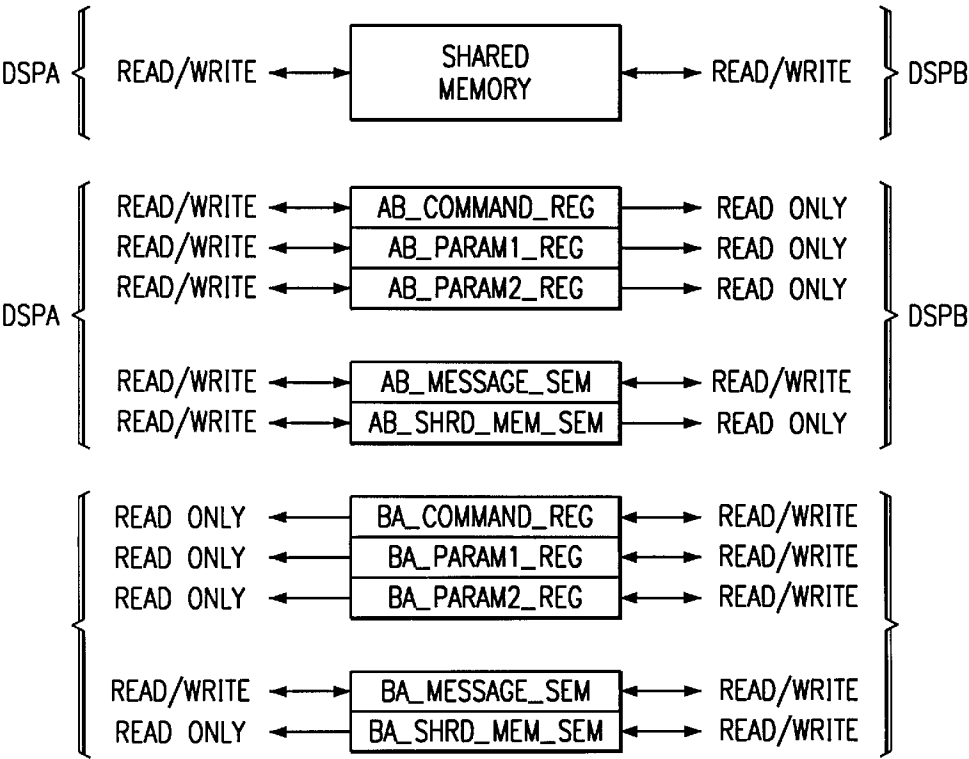 SHARED
DSPA READ/WRITE MEMORY READ/WRITE DSPB
READ/WRITE AB_COMMAND_REG READ ONLY
READ/WRITE AB_PARAM1_REG READ ONLY
READ/WRITE AB_PARAM2_REG READ ONLY
DSPA DSPB
READ/WRITE AB_MESSAGE_SEM READ/WRITE
READ/WRITE AB_SHRD_MEM_SEM READ ONLY
READ ONLY BA_COMMAND_REG READ/WRITE
READ ONLY BA_PARAM1_REG READ/WRITE
READ ONLY BA_PARAM2_REG READ/WRITE
READ/WRITE BA_MESSAGE_SEM READ/WRITE
READ ONLY BA_SHRD_MEM_SEM READ/WRITE